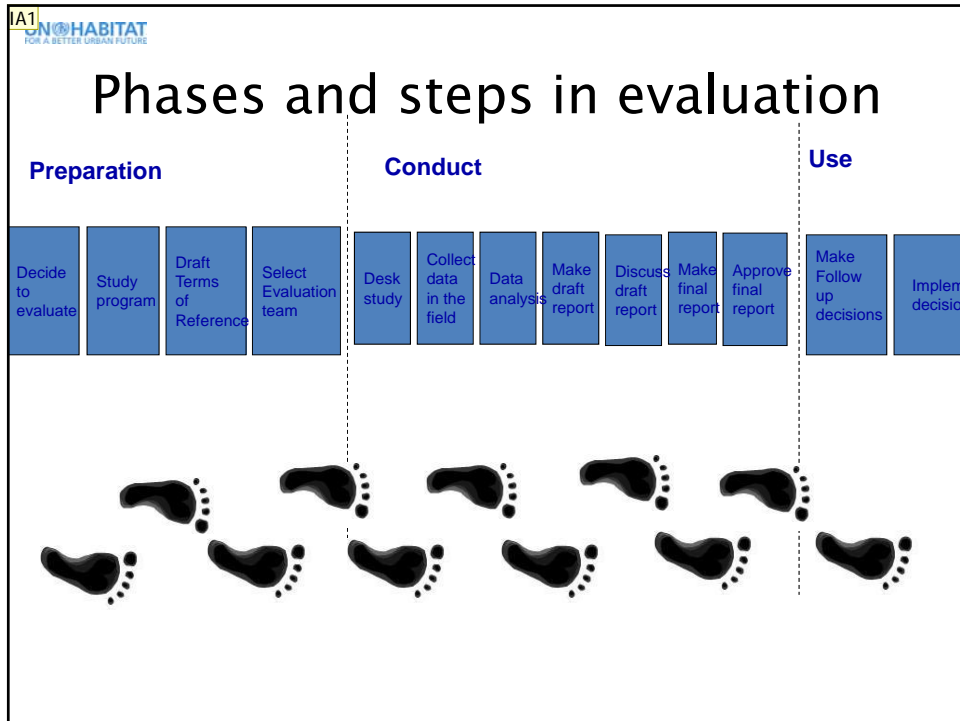 IA1
UN HABITAT
FOR A BETTER URBAN FUTURE
Phases and steps in evaluation
Preparation
Conduct
Use
Decide
to
evaluate
Study
program
Draft
Terms
of
Reference
Select
Evaluation
team
Desk
study
Collect
data
in the
field
Data
analysis
Make
draft
report
Discuss
draft
report
Make
final
report
Approve
final
report
Make
Follow
up
decisions
Implem
decisio